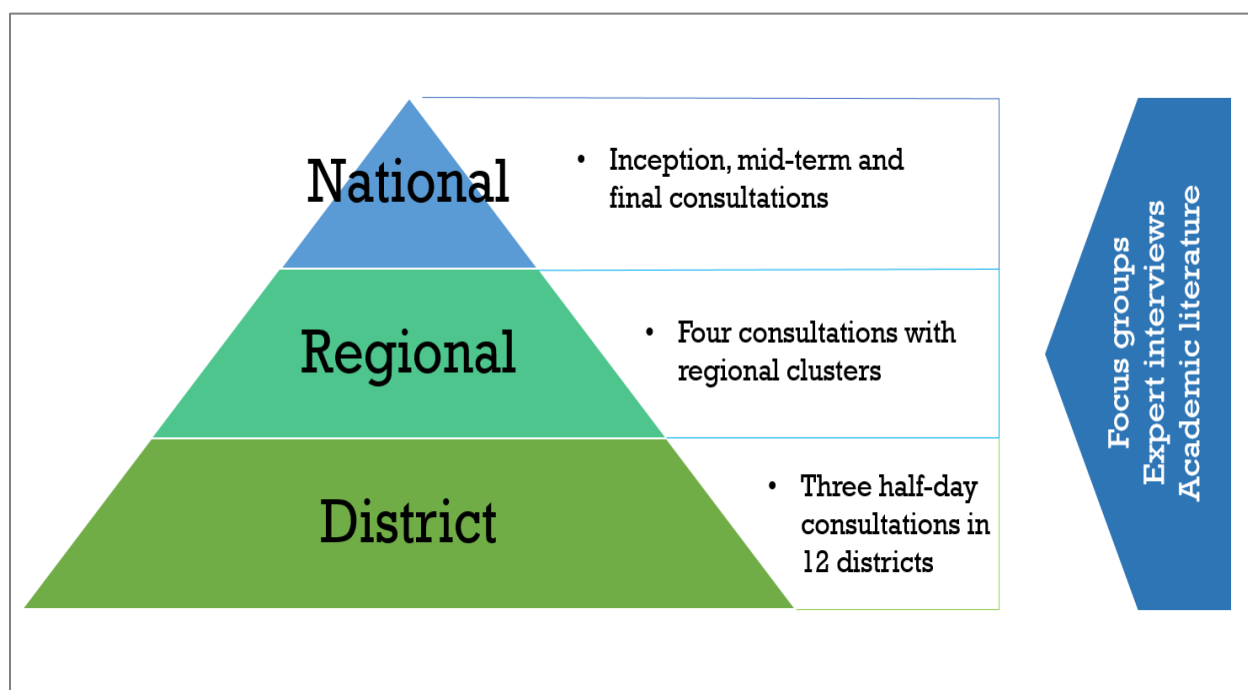 National
• Inception, mid-term and
final consultations
Regional
• Four consultations with
regional clusters
District
• Three half-day
consultations in
12 districts
Focus groups
Expert interviews
Academic literature